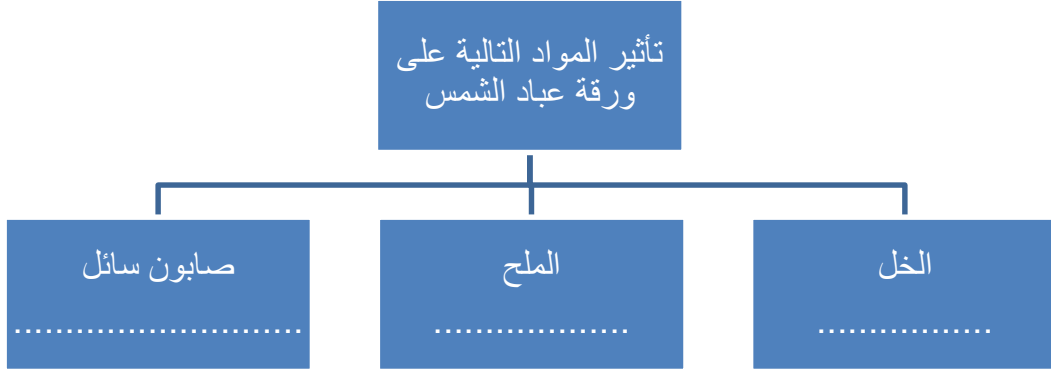 تأثير المواد التالية على
ورقة عباد الشمس
الخل
.................
الملح
...................
صابون سائل
............................